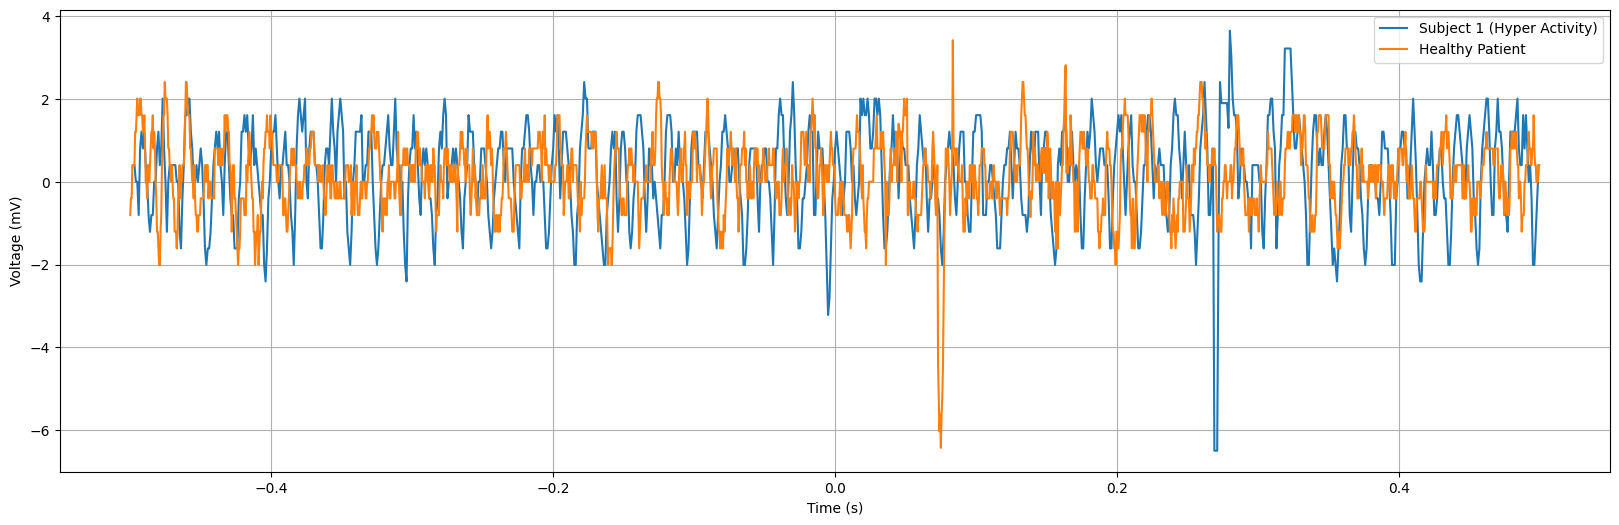 Subject 1 (Hyper Activity)
Healthy Patient
Voltage (mV)
4
2
0
−2
−4
−6
−0.4 −0.2 0.0 0.2 0.4
Time (s)